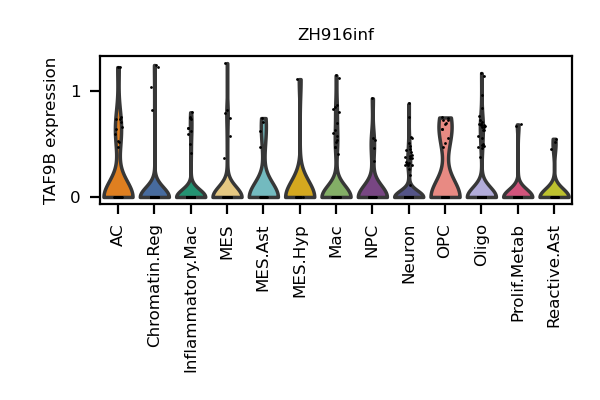 ZH916inf
TAF9B expression
1
0
AC
Chromatin.Reg
Inflammatory.Mac
MES
MES.Ast
MES.Hyp
Mac
NPC
Neuron
OPC
Oligo
Prolif.Metab
Reactive.Ast